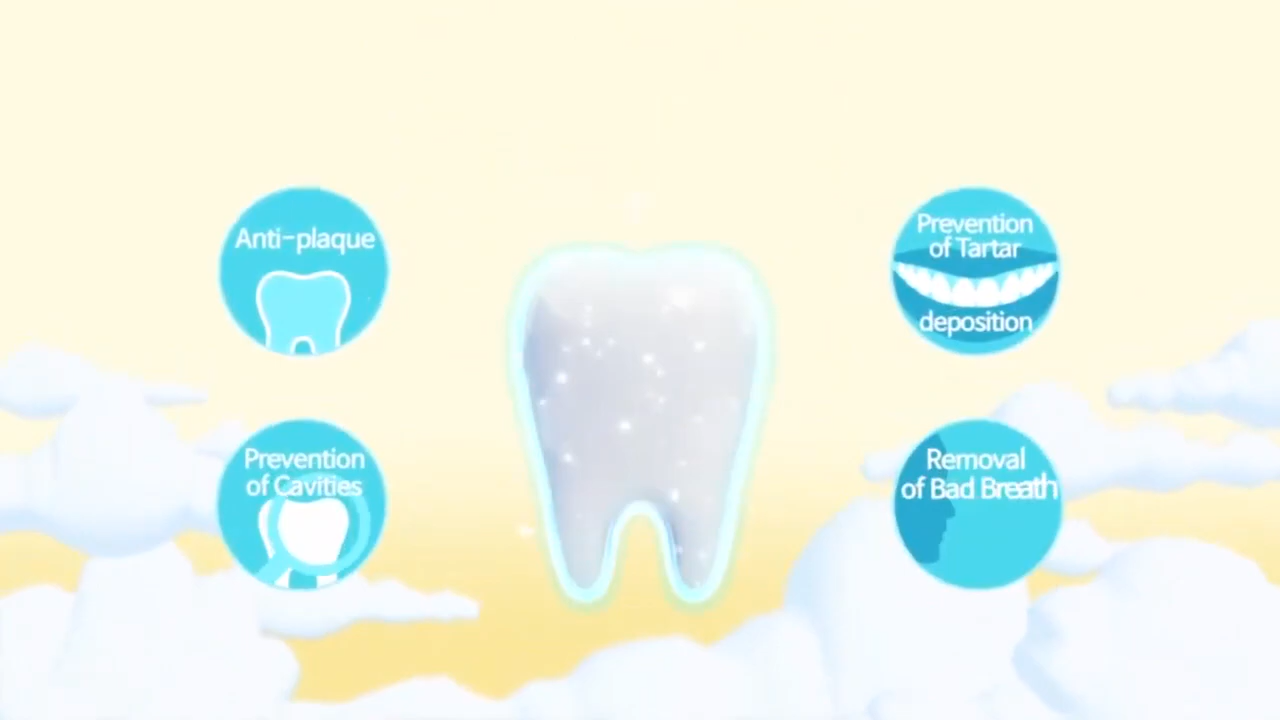 Anti-plaque
Prevention
of Tartar
deposition
Prevention
of Cavities
Removal
of Bad Breath